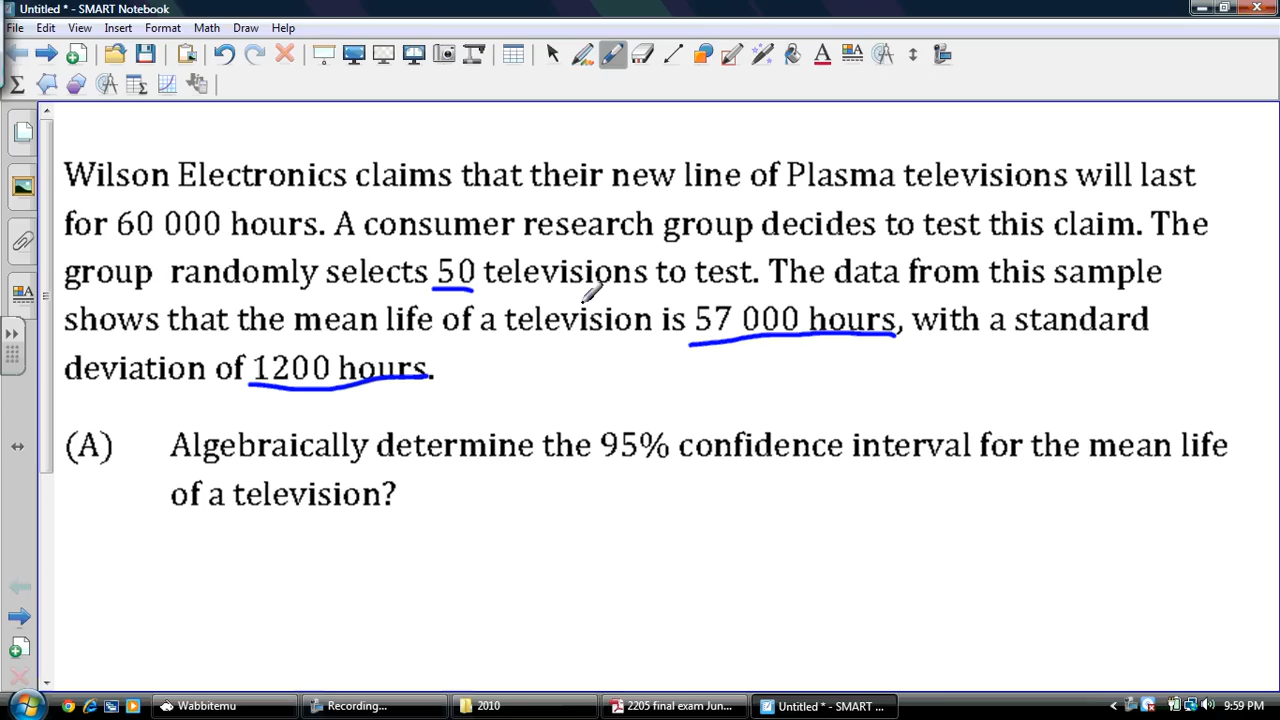 Untitled * - SMART Notebook
File Edit View Insert Format Math Draw Help
Wilson Electronics claims that their new line of Plasma televisions will last
for 60 000 hours. A consumer research group decides to test this claim. The
group randomly selects 50 televisions to test. The data from this sample
shows that the mean life of a television is 57 000 hours, with a standard
deviation of 1200 hours.
(A) Algebraically determine the 95% confidence interval for the mean life
of a television?
Wabbitemu Recording... 2010 2205 final exam Jun... Untitled * - SMART ... 9:59 PM